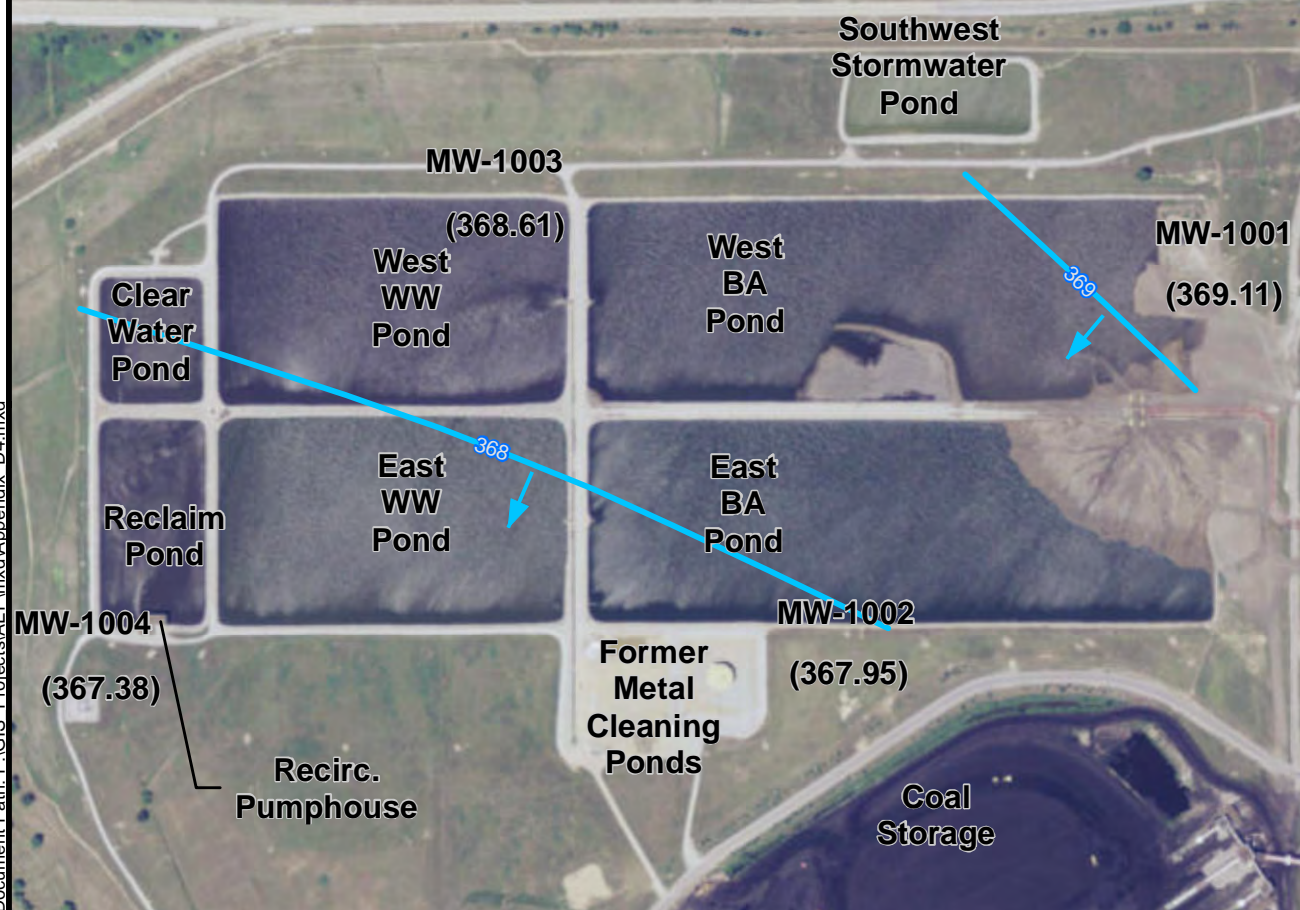 Southwest
Stormwater
Pond
MW-1003
(368.61)
MW-1001
(369.11)
West
WW
Pond
West
BA
Pond
369
Clear
Water
Pond
368
East
WW
Pond
East
BA
Pond
Reclaim
Pond
MW-1004
(367.38)
MW-1002
(367.95)
Former
Metal
Cleaning
Ponds
Recirc.
Pumphouse
Coal
Storage